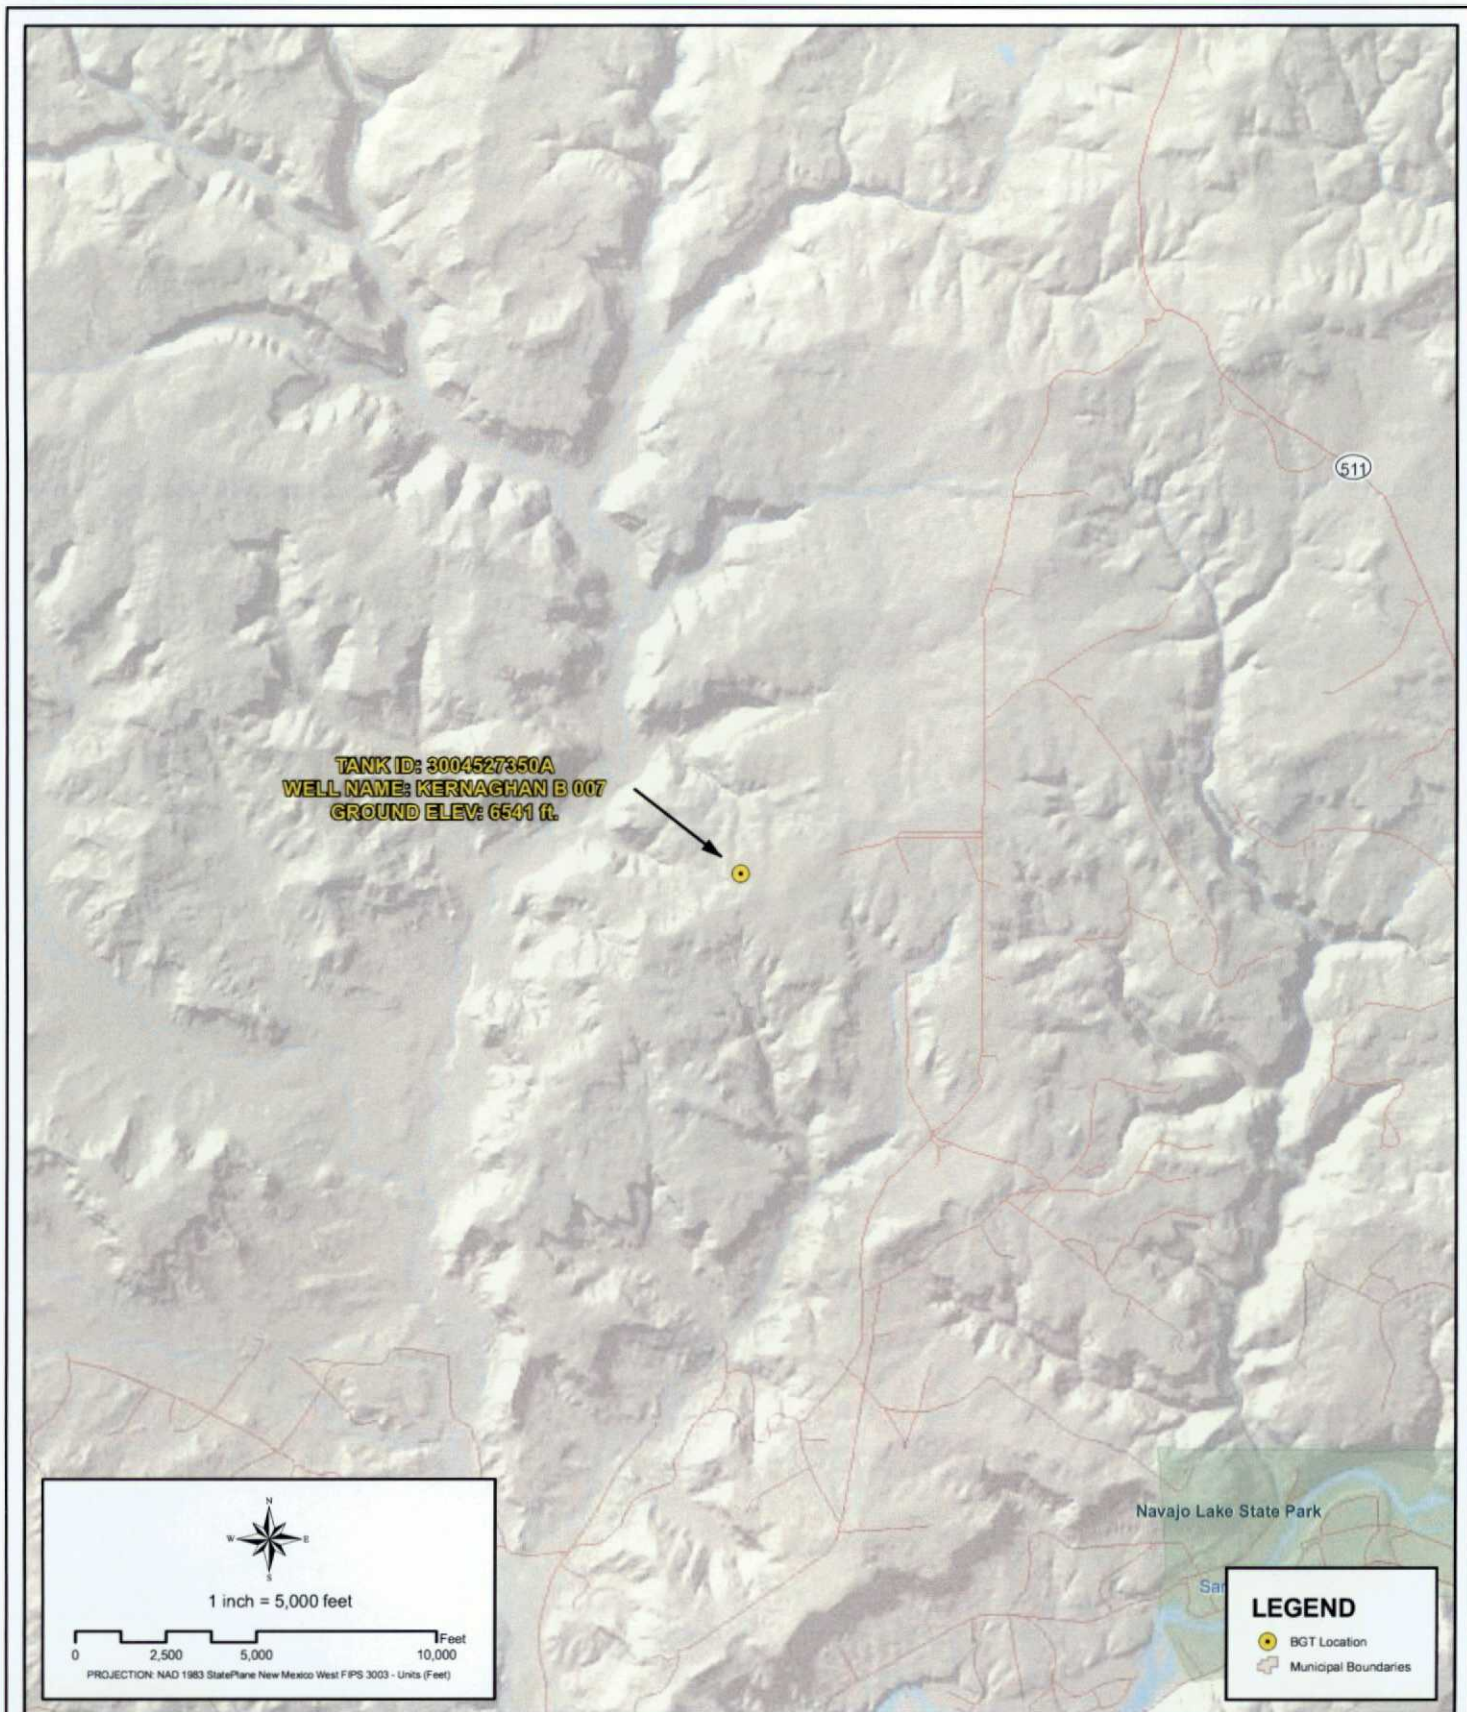 511
TANK ID: 3004527350A
WELL NAME: KERNAGHAN B 007
GROUND ELEV: 6541 ft.
Navajo Lake State Park
N
W
E
S
1 inch = 5,000 feet
Feet
0
2,500
5,000
10,000
PROJECTION: NAD 1983 StatePlane New Mexico West FIPS 3003 - Units (Feet)
LEGEND
BGT Location
Municipal Boundaries